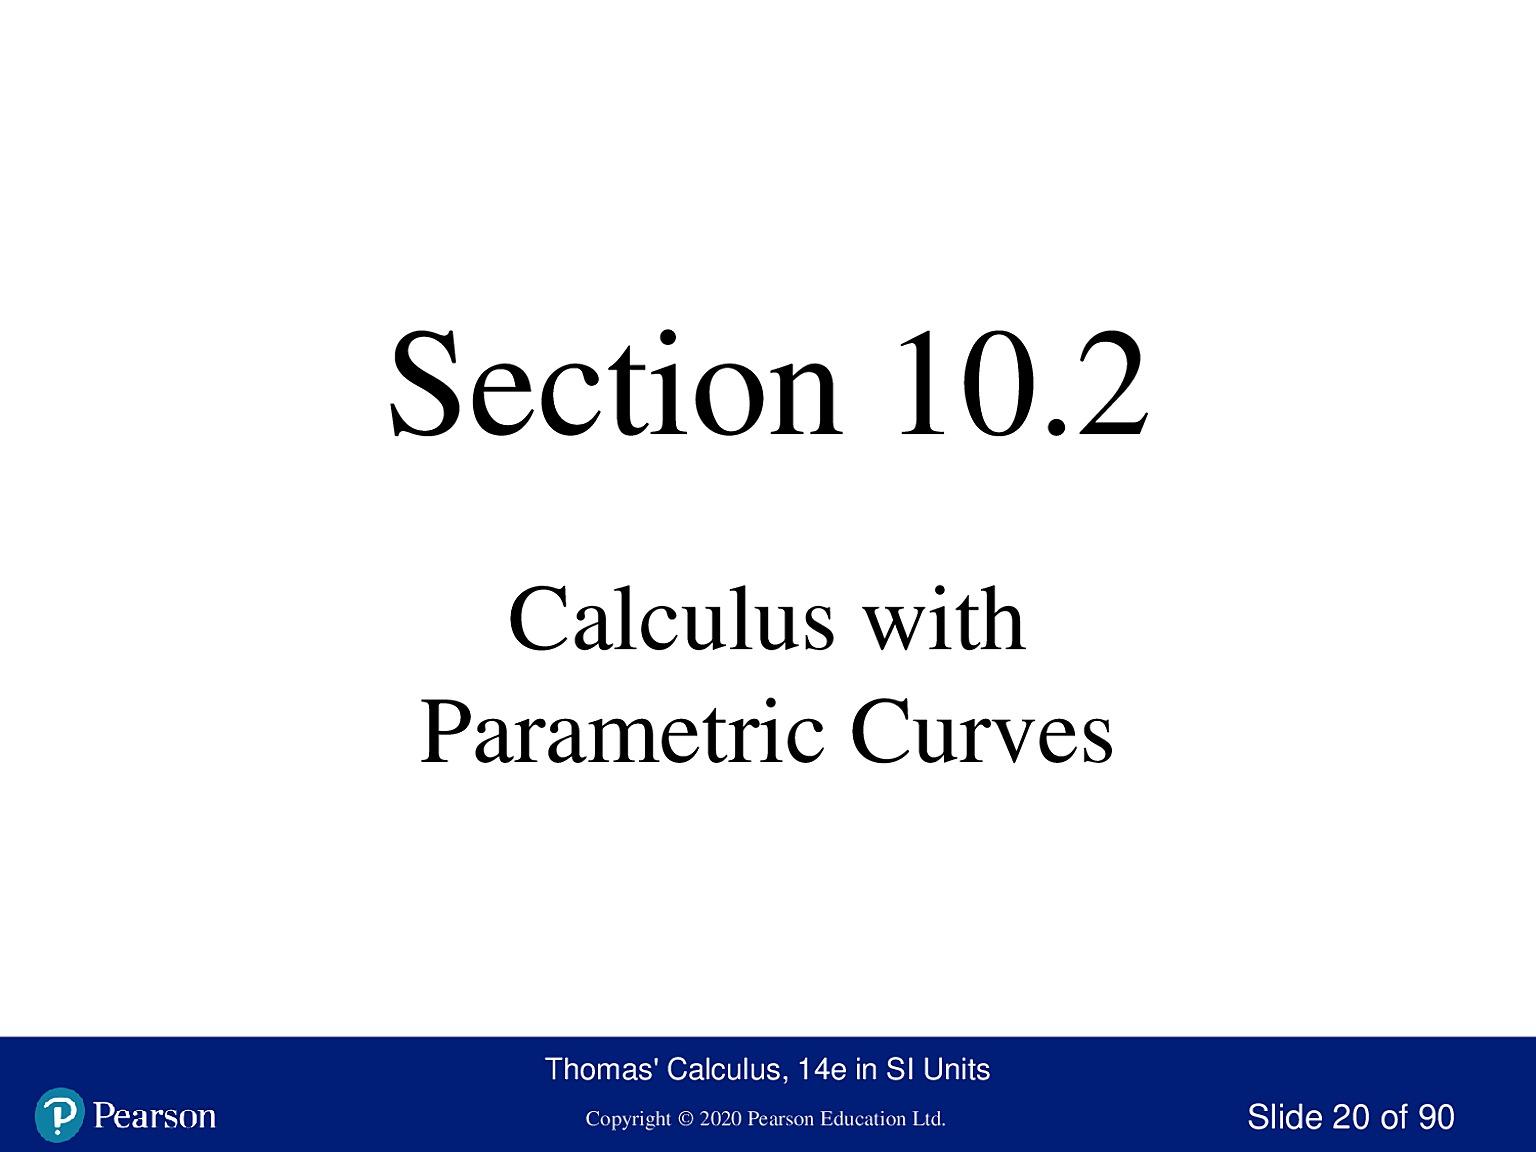 Section 10.2
Calculus with
Parametric Curves
Thomas' Calculus, 14e in SI Units
Pearson
Copyright © 2020 Pearson Education Ltd.
Slide 20 of 90